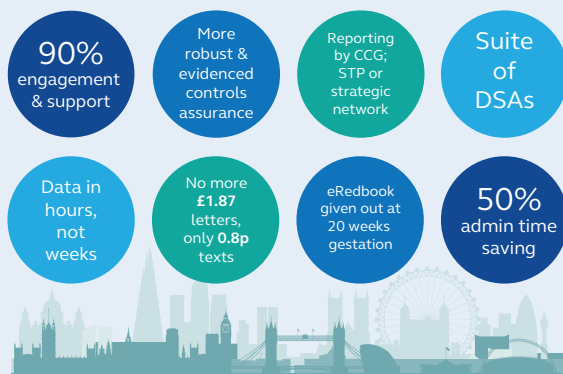 90%
engagement
& support
More
robust &
evidenced
controls
assurance
Reporting
by CCG;
STP or
strategic
network
Suite
of
DSAs
Data in
hours,
not
weeks
No more
£1.87
letters,
only 0.8p
texts
eRedbook
given out at
20 weeks
gestation
50%
admin time
saving